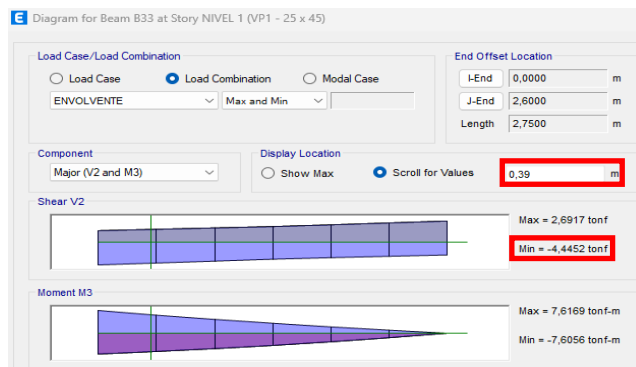 E Diagram for Beam B33 at Story NIVEL 1 (VP1 - 25 x 45)
Load Case/Load Combination
Load Case Load Combination Modal Case
ENVOLVENTE Max and Min
End Offset Location
I-End 0,0000 m
J-End 2,6000 m
Length 2,7500 m
Component
Major (V2 and M3)
Display Location
Show Max Scroll for Values 0,39 m
Shear V2
Max = 2,6917 tonf
Min = -4,4452 tonf
Moment M3
Max = 7,6169 tonf-m
Min = -7,6056 tonf-m